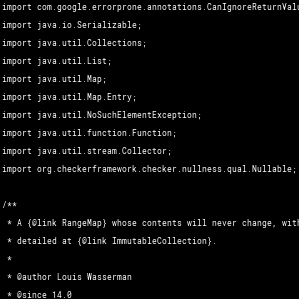 import com.google.errorprone.annotations.CanIgnoreReturnValu
import java.io.Serializable;
import java.util.Collections;
import java.util.List;
import java.util.Map;
import java.util.Map.Entry;
import java.util.NoSuchElementException;
import java.util.function.Function;
import java.util.stream.Collector;
import org.checkerframework.checker.nullness.qual.Nullable;
/**
* A {@link RangeMap} whose contents will never change, with
* detailed at {@link ImmutableCollection}.
*
* @author Louis Wasserman
* @since 14.0